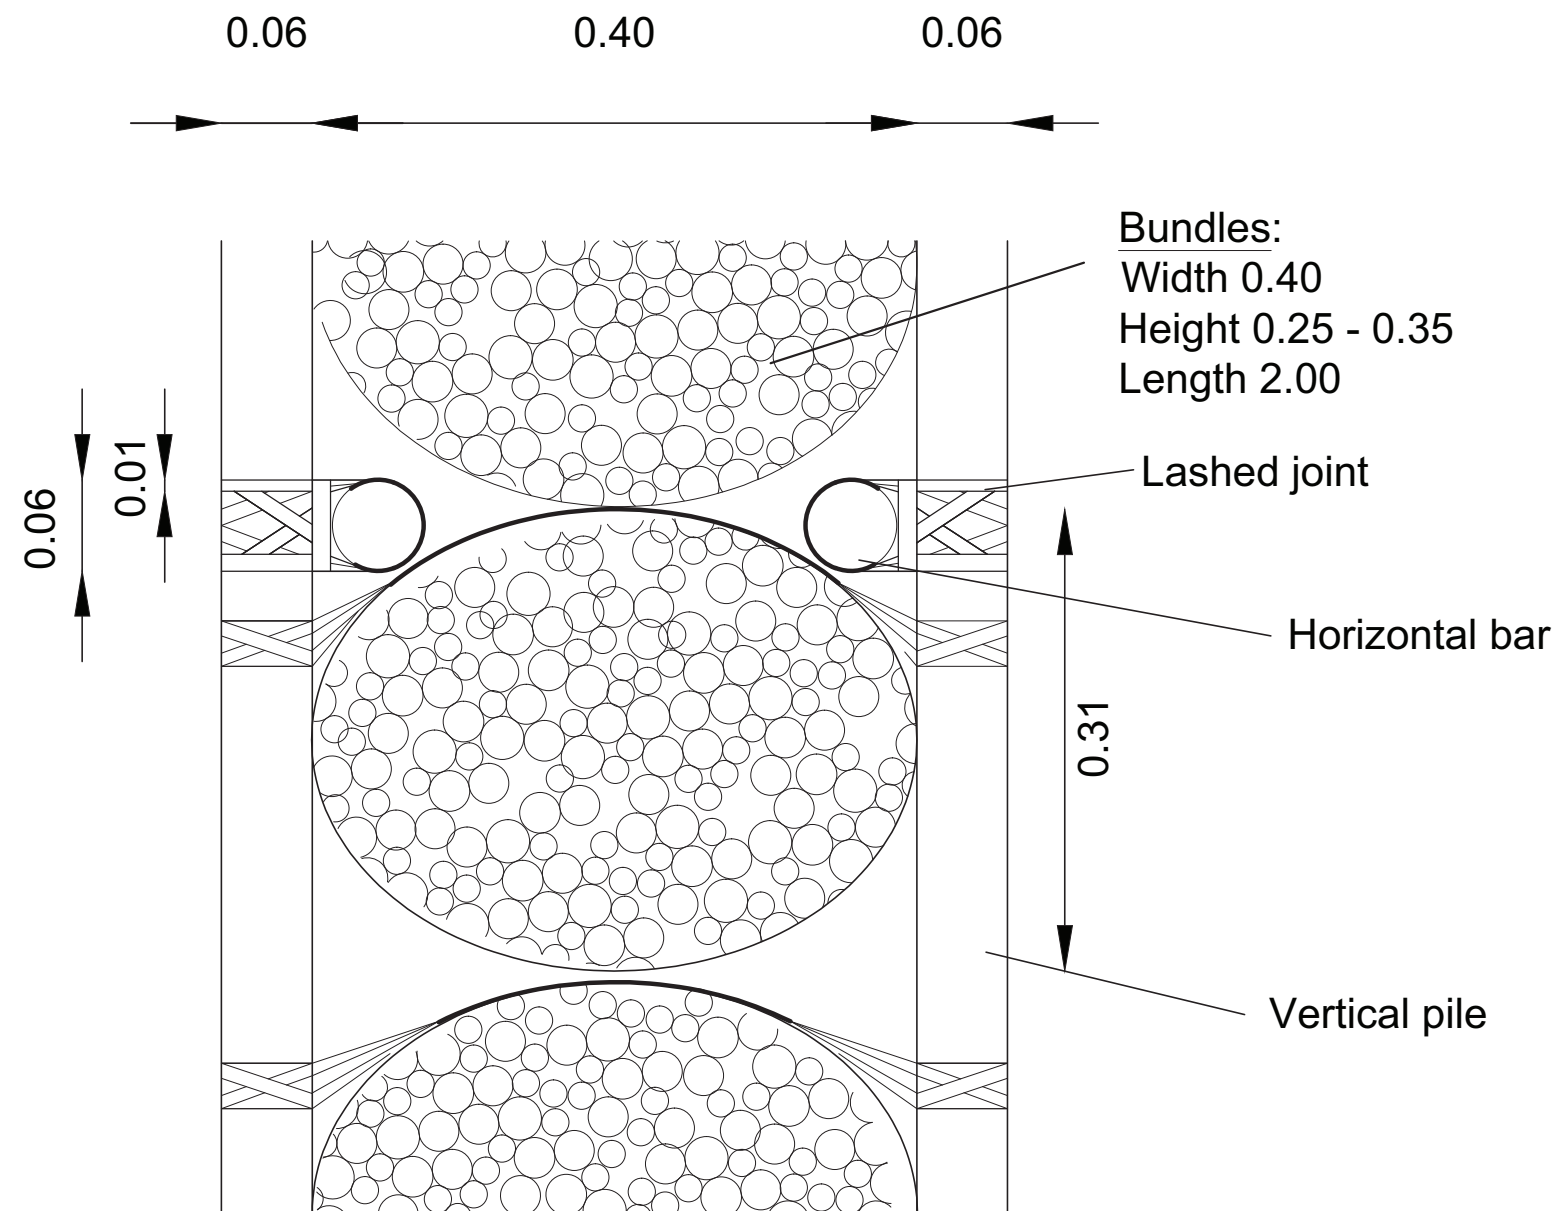 0.06 0.40 0.06
Bundles:
Width 0.40
Height 0.25 - 0.35
Length 2.00
0.01
0.06
Lashed joint
Horizontal bar
0.31
Vertical pile